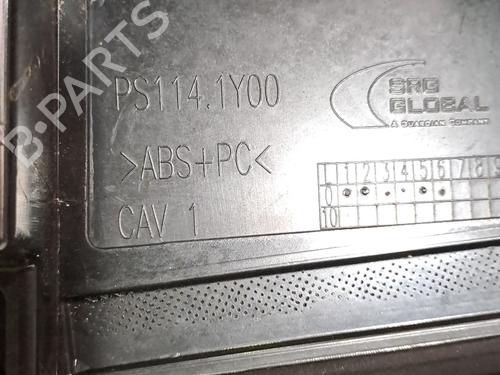 B-PARTS
PS114.1Y00
SRG
GLOBAL
A GUARDIAN COMPANY
>ABS+PC<
CAV 1
1 2 3 4 5 6 7 8 9
0
10